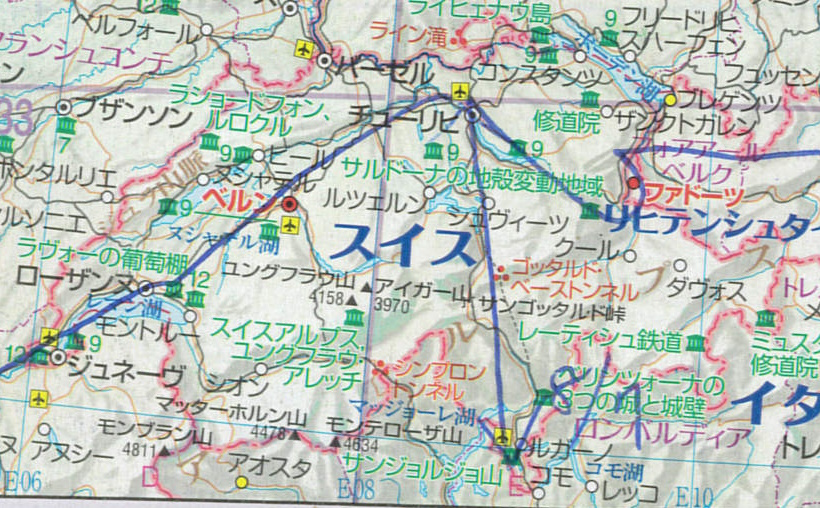 12
ベルフォール
ライヒェナウ島
9
フリードリヒ
スハーフェン
ライン滝
9
フランシュコンテ
バーゼル
コンスタンツ
ボーデン湖
フュッセン
ブレゲンツ
33
ブザンソン
7
ラショードフォン、
ルロクル
チューリヒ
修道院
ザンクトガレン
9
ビール
9
9
フォアアールル
ベルク
ポンタルリエ
ヌシャテル
サルドーナの地殻変動地域
ファドーツ
9
ベルン
ルツェルン
シュヴィーツ
リヒテンシュタイ
ヌシャテル湖
スイス
クール
ラヴォーの葡萄棚
ユングフラウ山
アイガー山
ゴッタルド・
ベーストンネル
ダヴォス
ローザンヌ
12
4158
3970
サンゴッタルド峠
レマン湖
モントルー
スイスアルプス、
ユングフラウ・
アレッチ
レーティシュ鉄道
ミュスタ
修道院
12
9
ジュネーヴ
シオン
シンプロン
トンネル
ベリンツォーナの
3つの城と城壁
マッターホルン山
マッジョーレ湖
イタ
モンブラン山
4478
モンテローザ山
4634
ルガーノ
ロンバルディア
アヌシー
4811
アオスタ
サンジョルジョ山
コモ
コモ湖
レッコ
E06
E08
E10